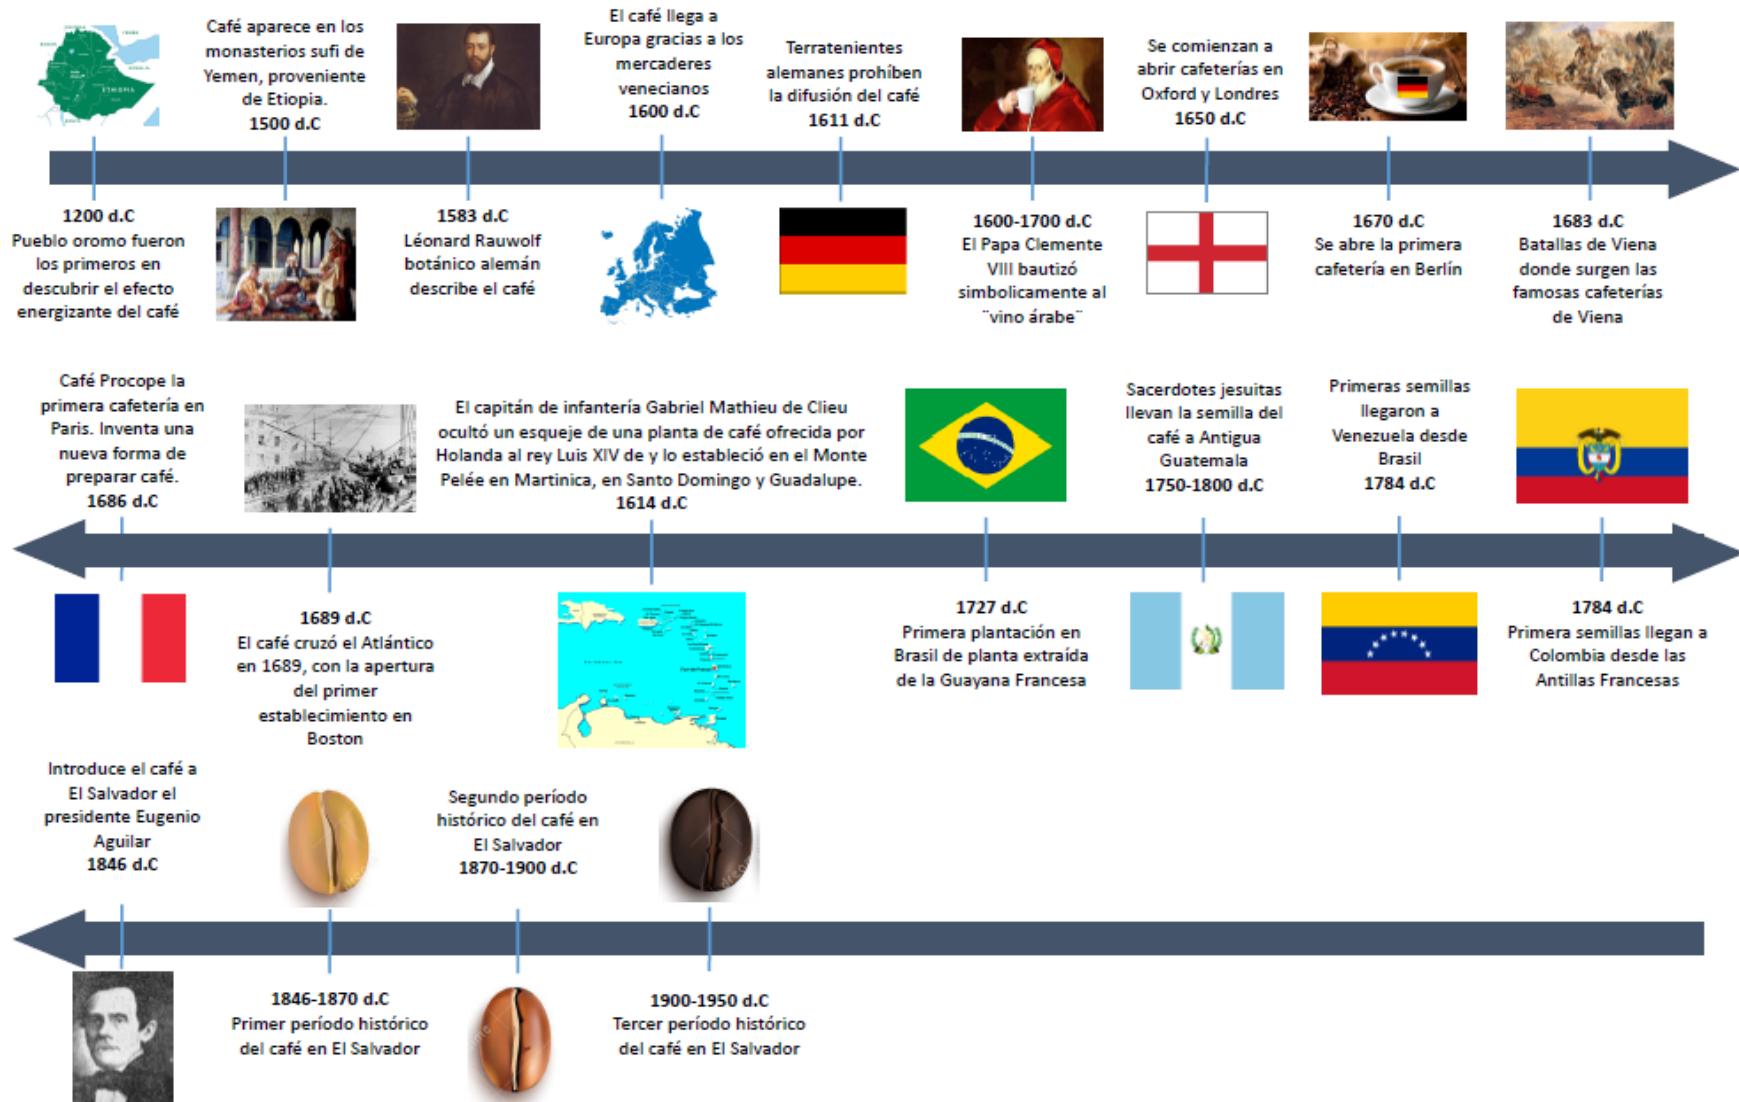 Café aparece en los
monasterios sufi de
Yemen, proveniente
de Etiopia.
1500 d.C
El café llega a
Europa gracias a los
mercaderes
venecianos
1600 d.C
Terratenientes
alemanes prohíben
la difusión del café
1611 d.C
Se comienzan a
abrir cafeterías en
Oxford y Londres
1650 d.C
ETIOPIA
1200 d.C
Pueblo oromo fueron
los primeros en
descubrir el efecto
energizante del café
1583 d.C
Léonard Rauwolf
botánico alemán
describe el café
1600-1700 d.C
El Papa Clemente
VIII bautizó
simbolicamente al
¨vino árabe¨
1670 d.C
Se abre la primera
cafetería en Berlín
1683 d.C
Batallas de Viena
donde surgen las
famosas cafeterías
de Viena
Café Procope la
primera cafetería en
Paris. Inventa una
nueva forma de
preparar café.
1686 d.C
El capitán de infantería Gabriel Mathieu de Clieu
ocultó un esqueje de una planta de café ofrecida por
Holanda al rey Luis XIV de y lo estableció en el Monte
Pelée en Martinica, en Santo Domingo y Guadalupe.
1614 d.C
Sacerdotes jesuitas
llevan la semilla del
café a Antigua
Guatemala
1750-1800 d.C
Primeras semillas
llegaron a
Venezuela desde
Brasil
1784 d.C
1689 d.C
El café cruzó el Atlántico
en 1689, con la apertura
del primer
establecimiento en
Boston
1727 d.C
Primera plantación en
Brasil de planta extraída
de la Guayana Francesa
1784 d.C
Primera semillas llegan a
Colombia desde las
Antillas Francesas
Introduce el café a
El Salvador el
presidente Eugenio
Aguilar
1846 d.C
Segundo período
histórico del café en
El Salvador
1870-1900 d.C
1846-1870 d.C
Primer período histórico
del café en El Salvador
1900-1950 d.C
Tercer período histórico
del café en El Salvador